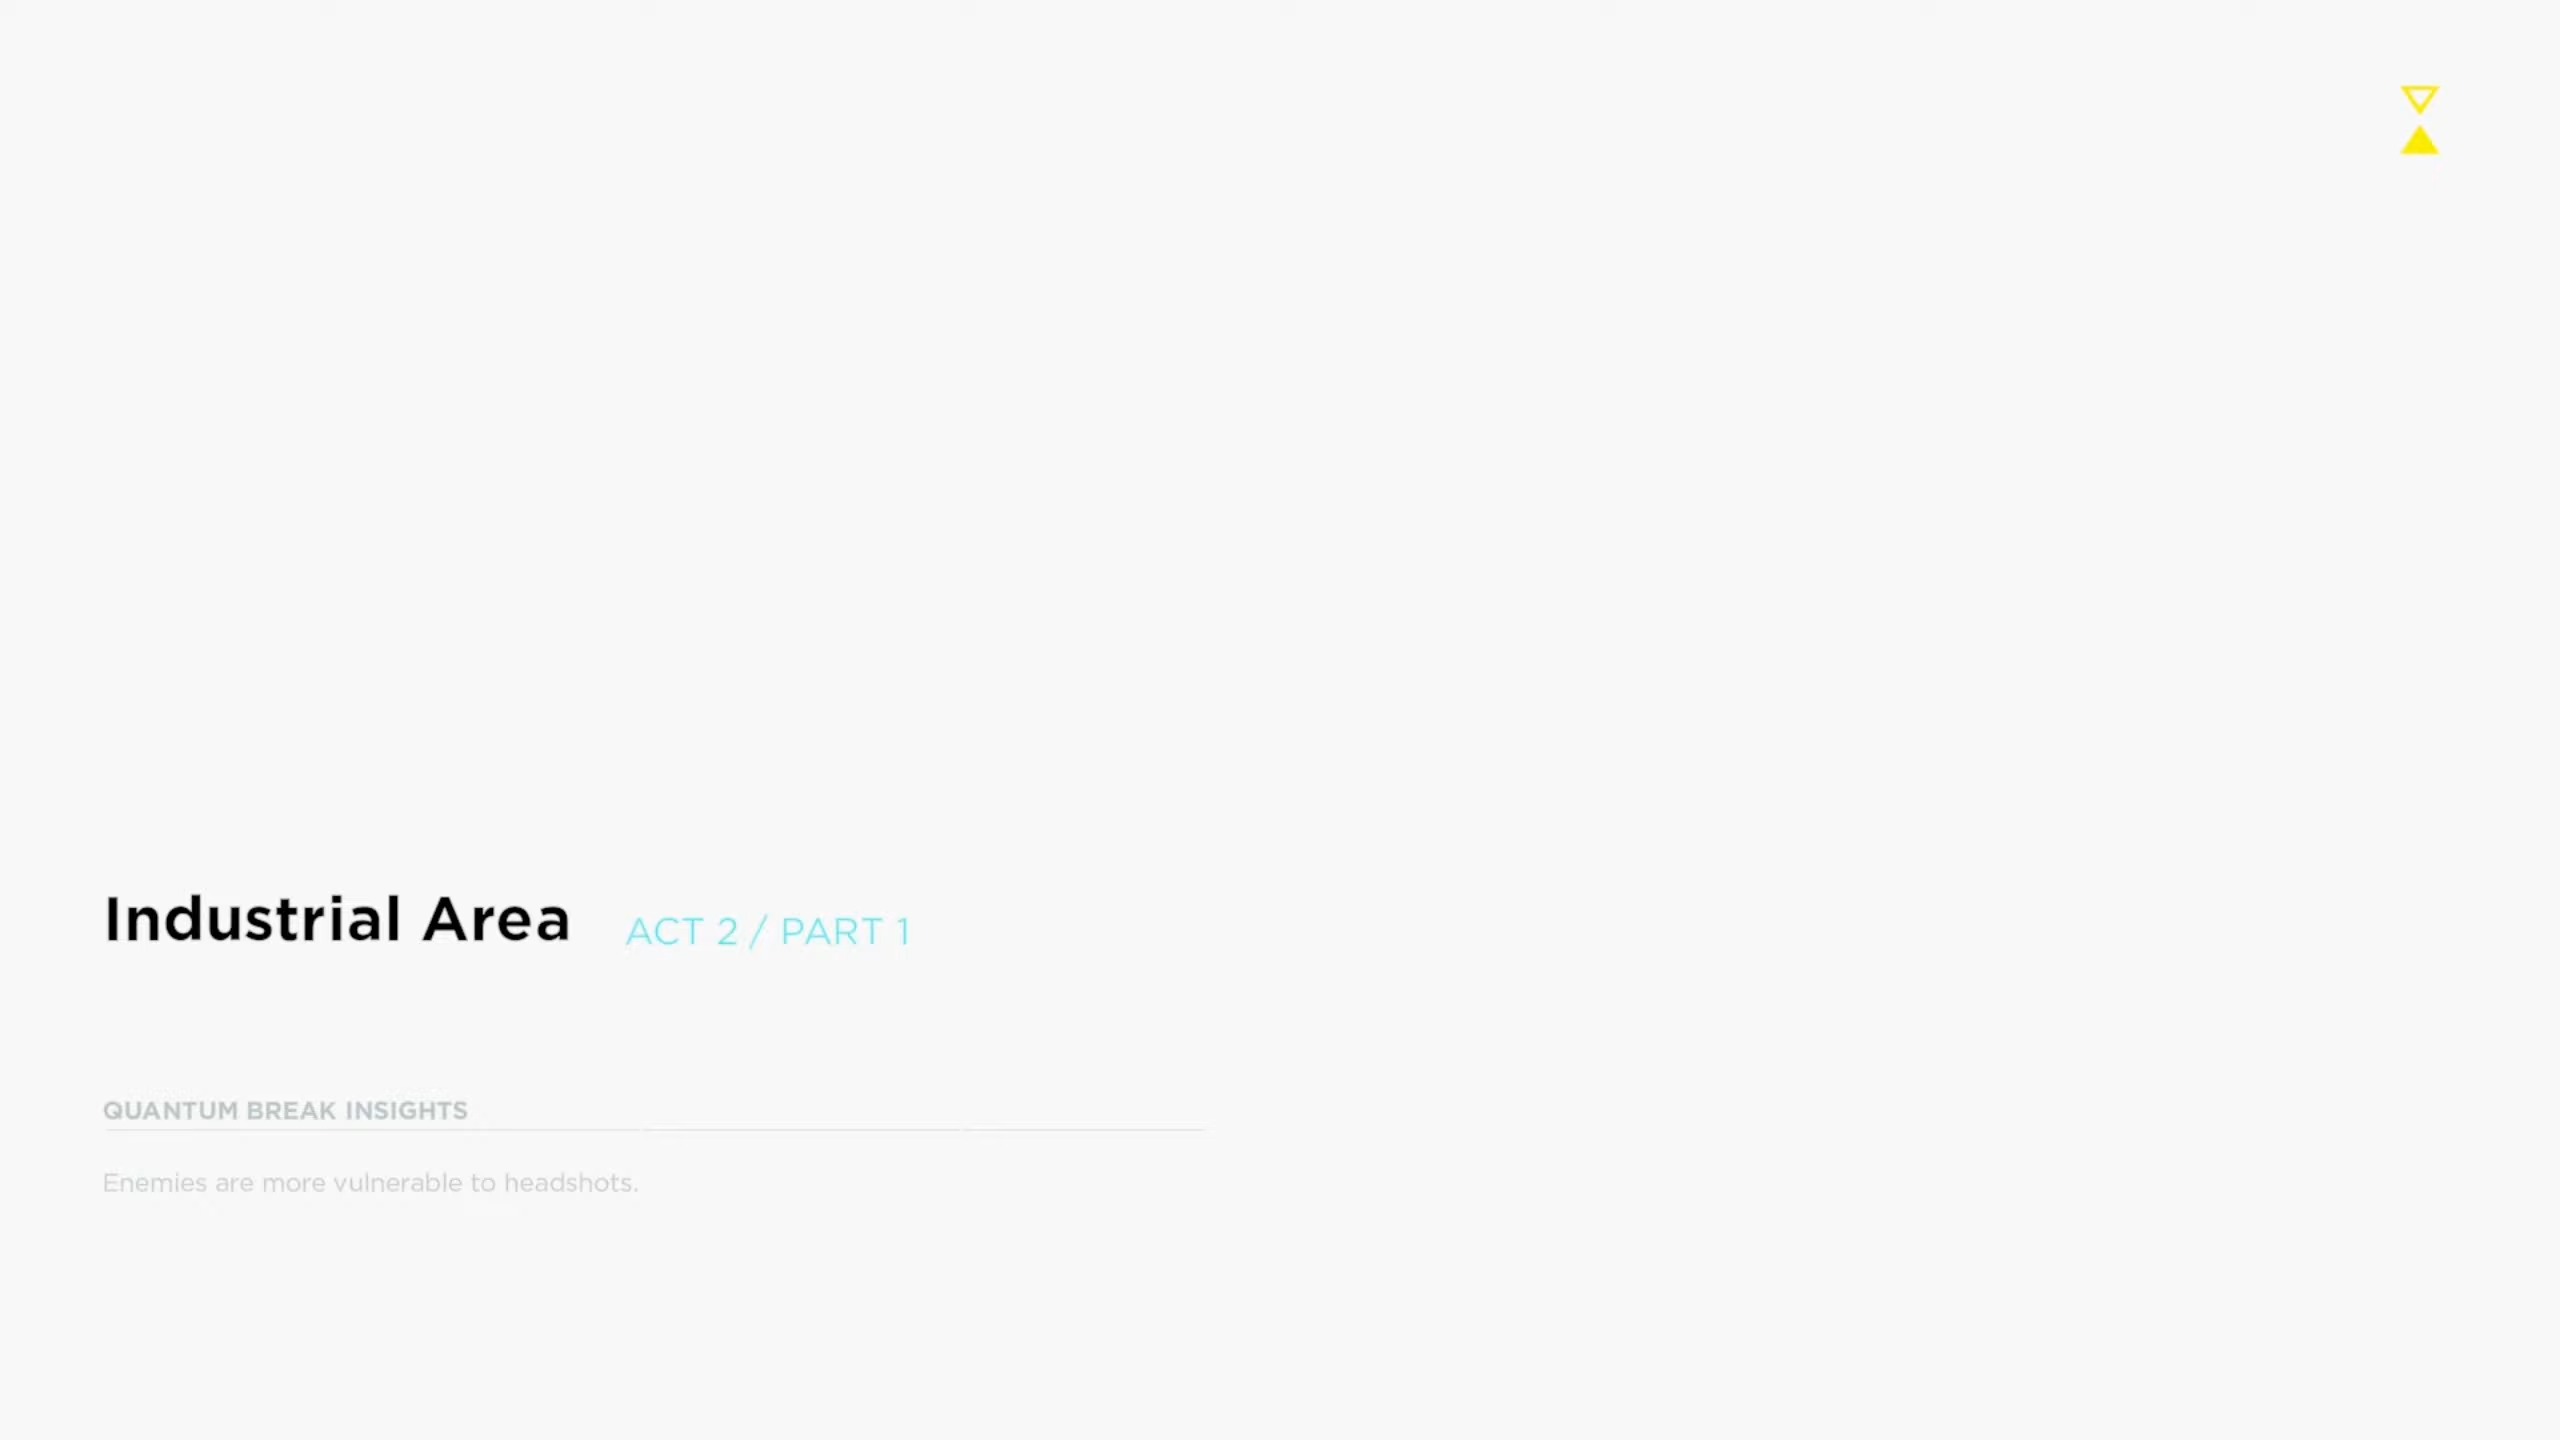 Industrial Area ACT 2 / PART 1
QUANTUM BREAK INSIGHTS
Enemies are more vulnerable to headshots.